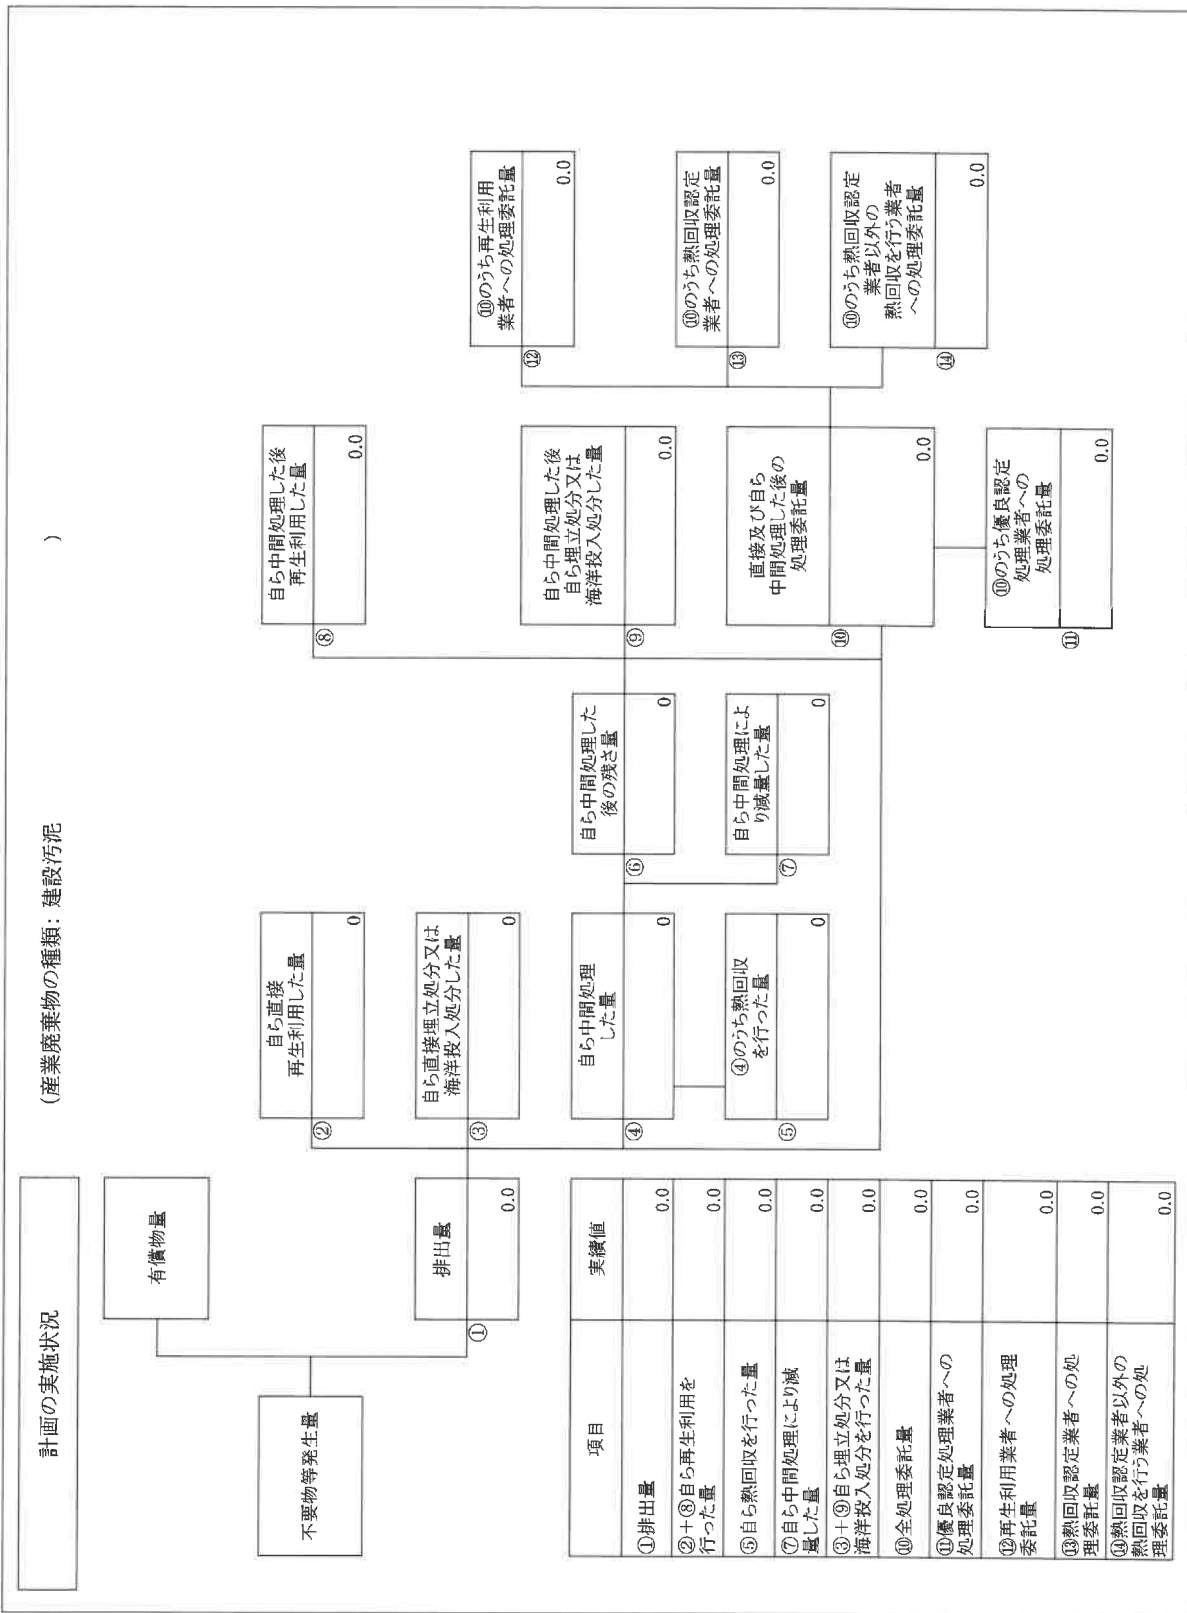 計画の実施状況
(産業廃棄物の種類: 建設汚泥
)
不要物等発生量
有償物量
①
排出量
0.0
②
自ら直接
再生利用した量
0
③
自ら直接埋立処分又は
海洋投入処分した量
0
④
自ら中間処理
した量
0
⑤
④のうち熱回収
を行った量
0
⑥
自ら中間処理した
後の残さ量
0
⑦
自ら中間処理によ
り減量した量
0
⑧
自ら中間処理した後
再生利用した量
0.0
⑨
自ら中間処理した後
自ら埋立処分又は
海洋投入処分した量
0.0
⑩
直接及び自ら
中間処理した後の
処理委託量
0.0
⑪
⑩のうち優良認定
処理業者への
処理委託量
0.0
⑫
⑩のうち再生利用
業者への処理委託量
0.0
⑬
⑩のうち熱回収認定
業者への処理委託量
0.0
⑭
⑩のうち熱回収認定
業者以外の
熱回収を行う業者
への処理委託量
0.0
項目 実績値
①排出量 0.0
②+⑧自ら再生利用を
行った量 0.0
⑤自ら熱回収を行った量 0.0
⑦自ら中間処理により減
量した量 0.0
③+⑨自ら埋立処分又は
海洋投入処分を行った量 0.0
⑩全処理委託量 0.0
⑪優良認定処理業者への
処理委託量 0.0
⑫再生利用業者への処理
委託量 0.0
⑬熱回収認定業者への処
理委託量 0.0
⑭熱回収認定業者以外の
熱回収を行う業者への処
理委託量 0.0